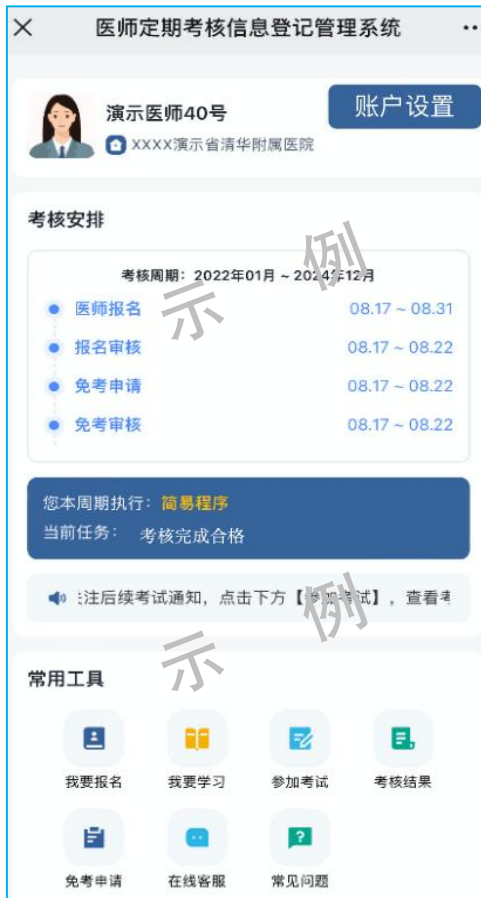 医师定期考核信息登记管理系统
演示医师40号
账户设置
XXXX演示省清华附属医院
考核安排
考核周期：2022年01月 ~ 2024年12月
医师报名 08.17 ~ 08.31
报名审核 08.17 ~ 08.22
免考申请 08.17 ~ 08.22
免考审核 08.17 ~ 08.22
示例
您本周期执行：简易程序
当前任务： 考核完成合格
注后续考试通知，点击下方【参加考试】，查看
示例
常用工具
我要报名 我要学习 参加考试 考核结果
免考申请 在线客服 常见问题